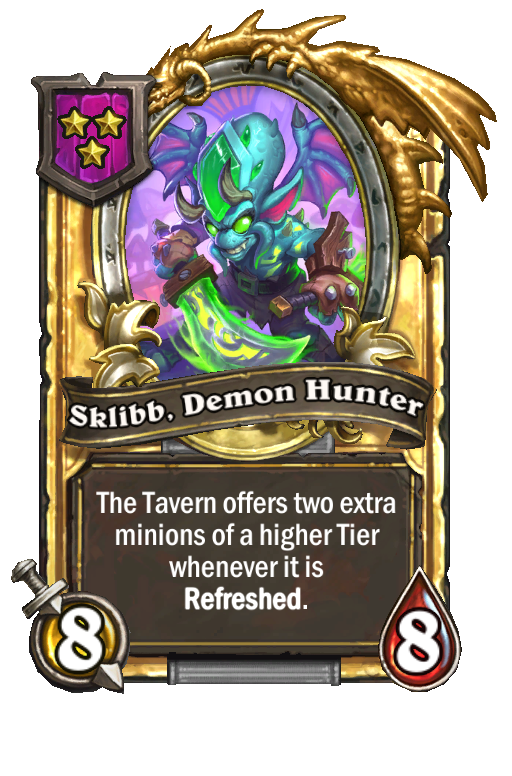 Sklibb, Demon Hunter
The Tavern offers two extra
minions of a higher Tier
whenever it is
Refreshed.
8
8